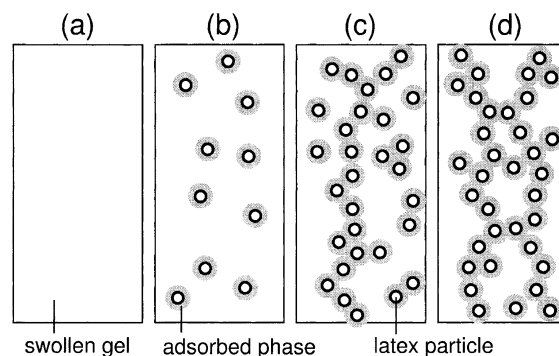 (a) (b) (c) (d)
swollen gel adsorbed phase latex particle